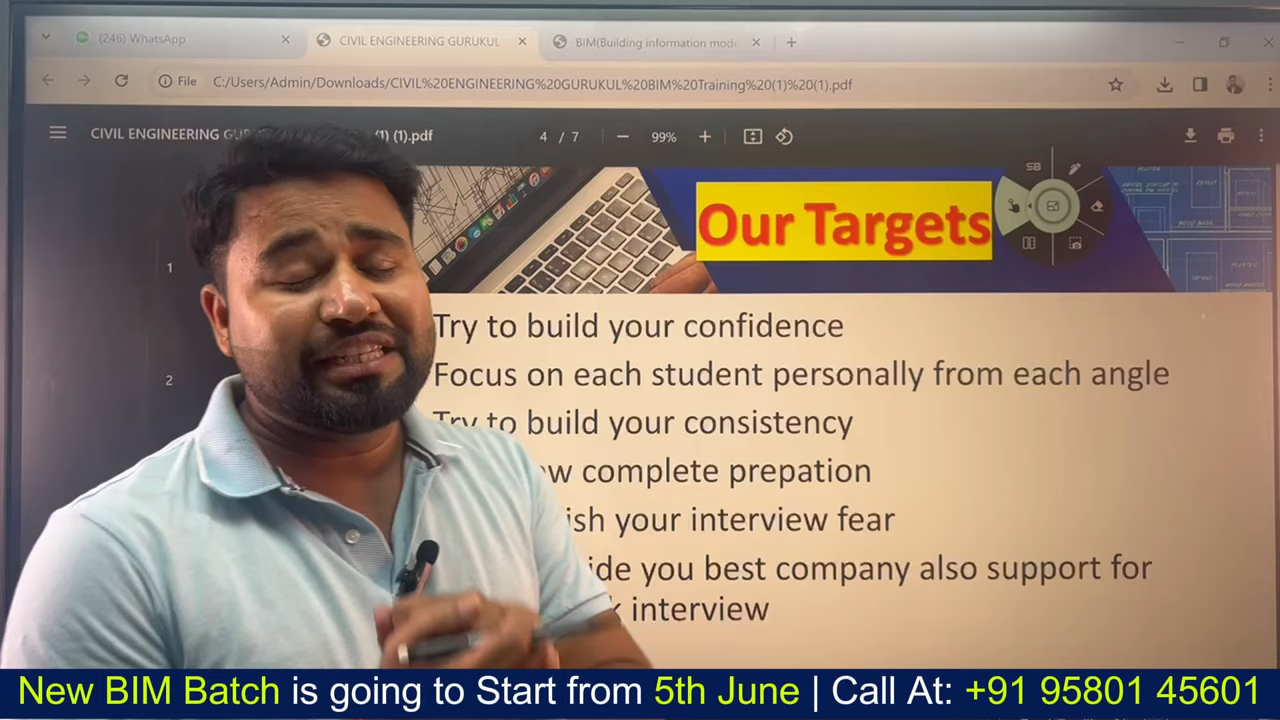 (246) WhatsApp
CIVIL ENGINEERING GURUKUL
BIM(Building information mode
File
C:/Users/Admin/Downloads/CIVIL%20ENGINEERING%20GURUKUL%20BIM%20Training%20(1)%20(1).pdf
CIVIL ENGINEERING (1) (1).pdf
4 / 7
99%
SB
Our Targets
1
2
Try to build your confidence
Focus on each student personally from each angle
Try to build your consistency
complete prepation
your interview fear
you best company also support for
interview
New BIM Batch is going to Start from 5th June | Call At: +91 95801 45601